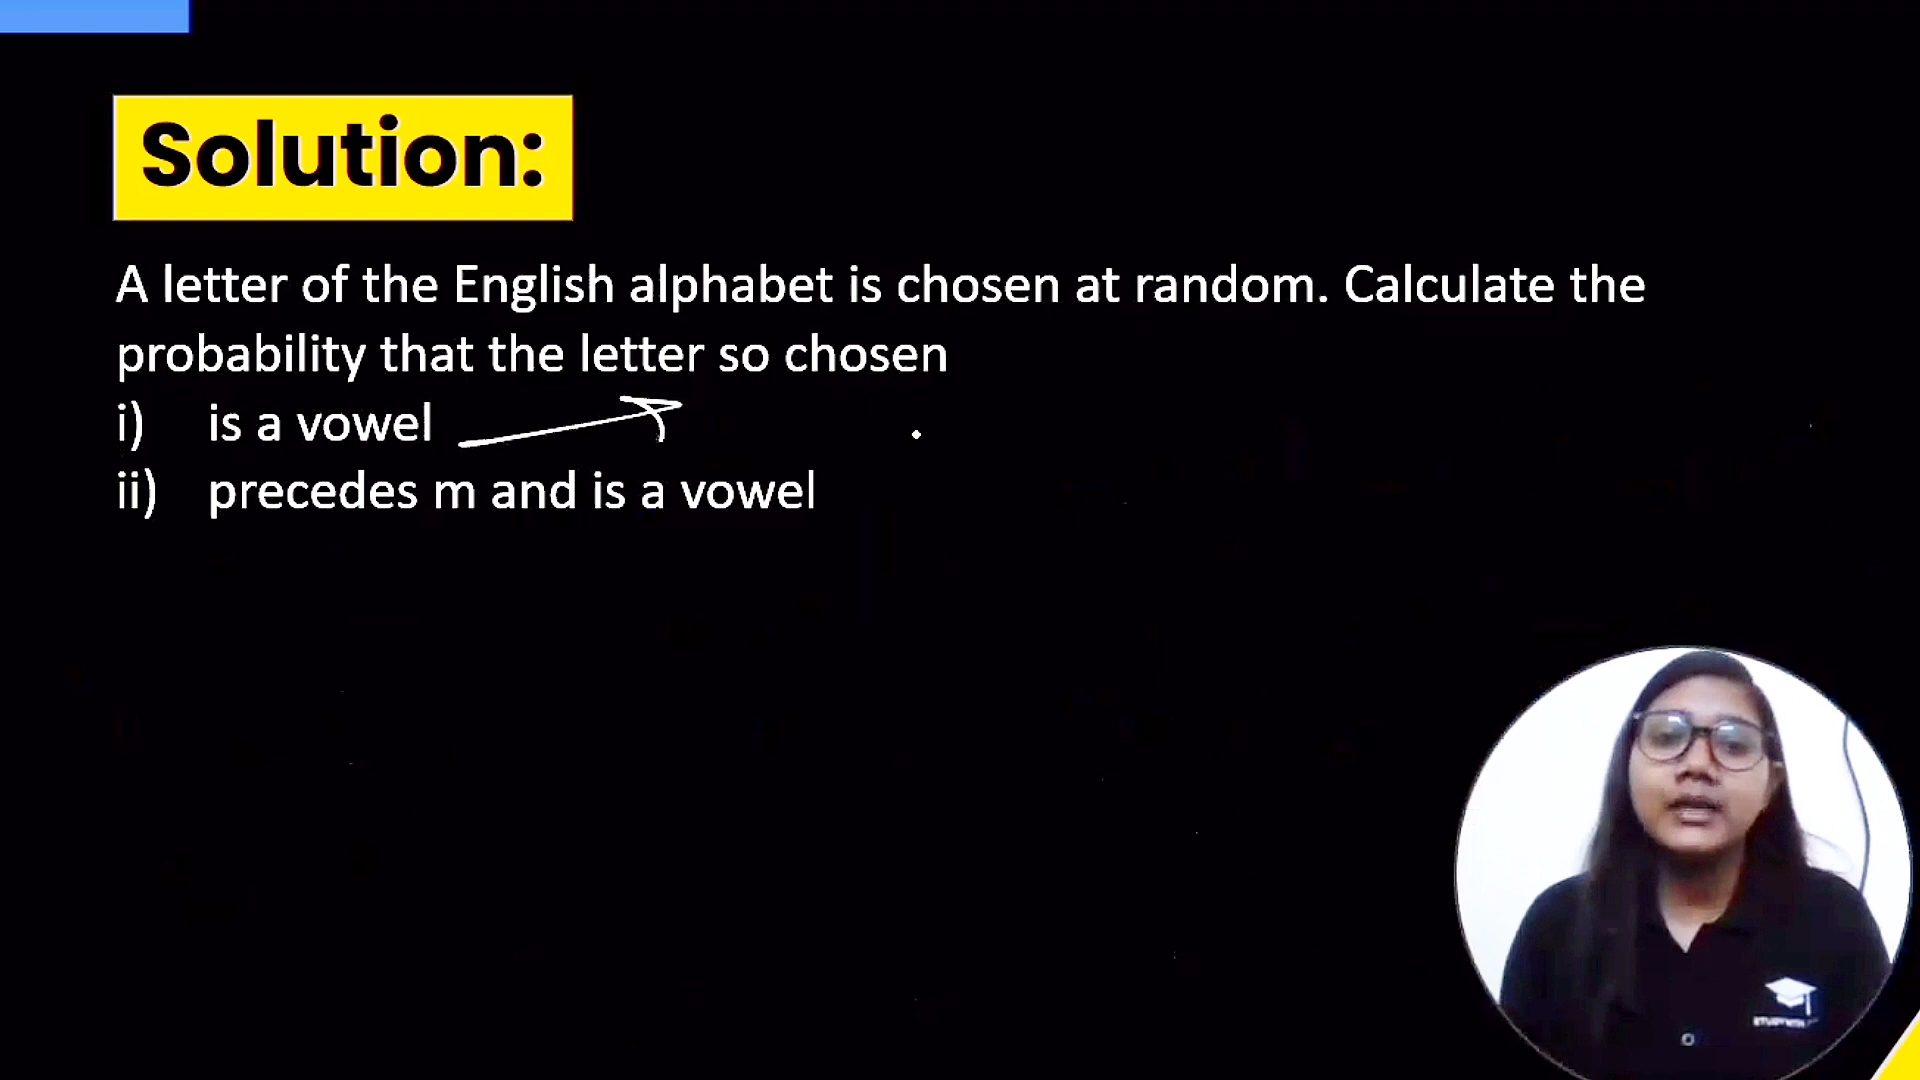 Solution:
A letter of the English alphabet is chosen at random. Calculate the
probability that the letter so chosen
i) is a vowel
ii) precedes m and is a vowel